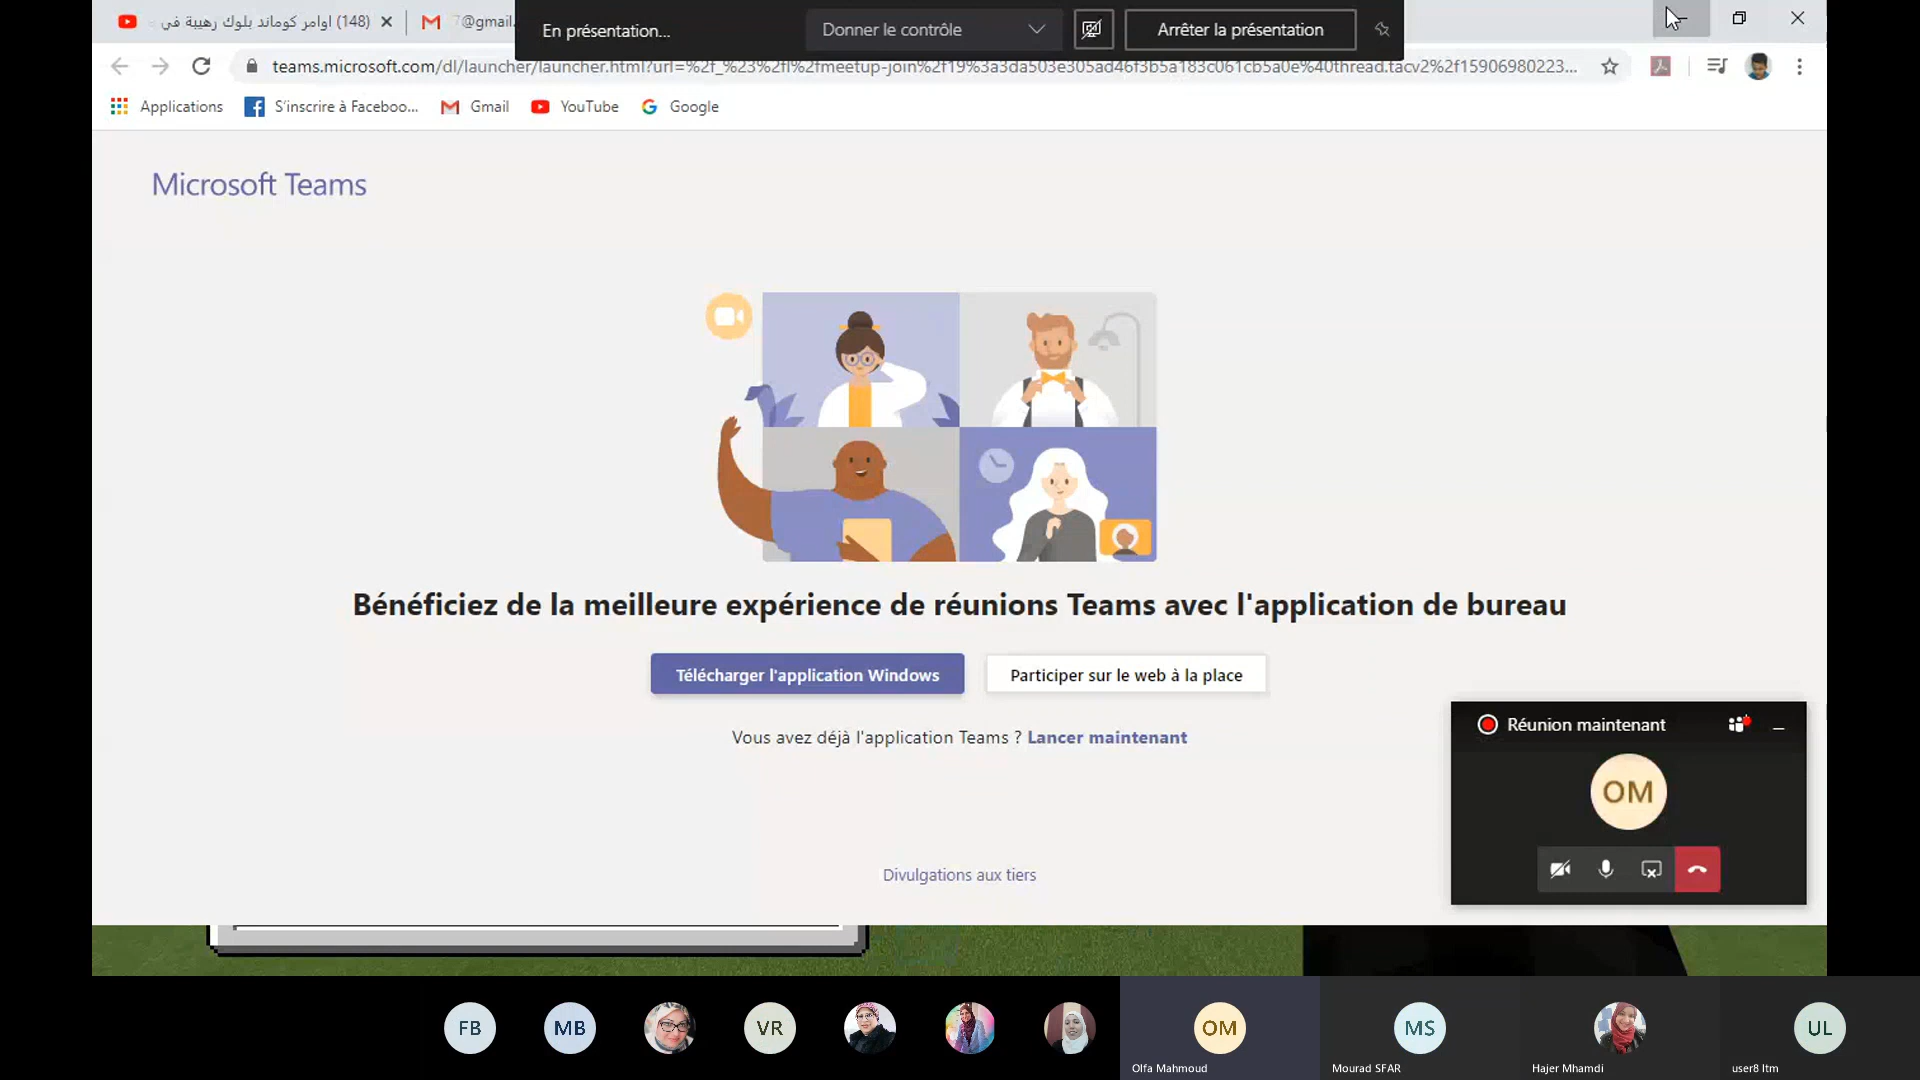 (148) اوامر كوماند بلوك رهيبة في
7@gmail.
En présentation...
Donner le contrôle
Arrêter la présentation
teams.microsoft.com/dl/launcher/launcher.html?url=%2f_%23%2fl%2fmeetup-join%2f19%3a3da503e305ad46f3b5a183c061cb5a0e%40thread.tacv2%2f15906980223...
Applications
S'inscrire à Faceboo...
Gmail
YouTube
Google
Microsoft Teams
Bénéficiez de la meilleure expérience de réunions Teams avec l'application de bureau
Télécharger l'application Windows
Participer sur le web à la place
Vous avez déjà l'application Teams ? Lancer maintenant
Réunion maintenant
OM
Divulgations aux tiers
FB
MB
VR
OM
MS
UL
Olfa Mahmoud
Mourad SFAR
Hajer Mhamdi
user8 ltm